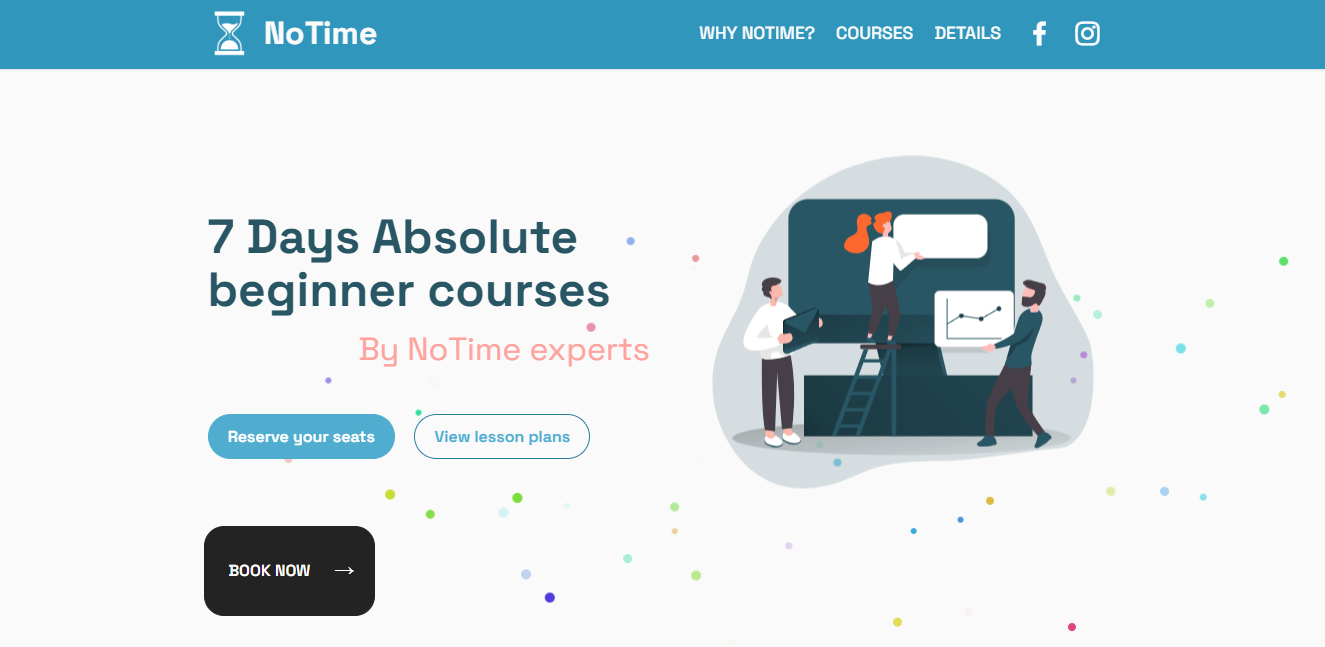 NoTime
WHY NOTIME? COURSES DETAILS
7 Days Absolute
beginner courses
By NoTime experts
Reserve your seats
View lesson plans
BOOK NOW →